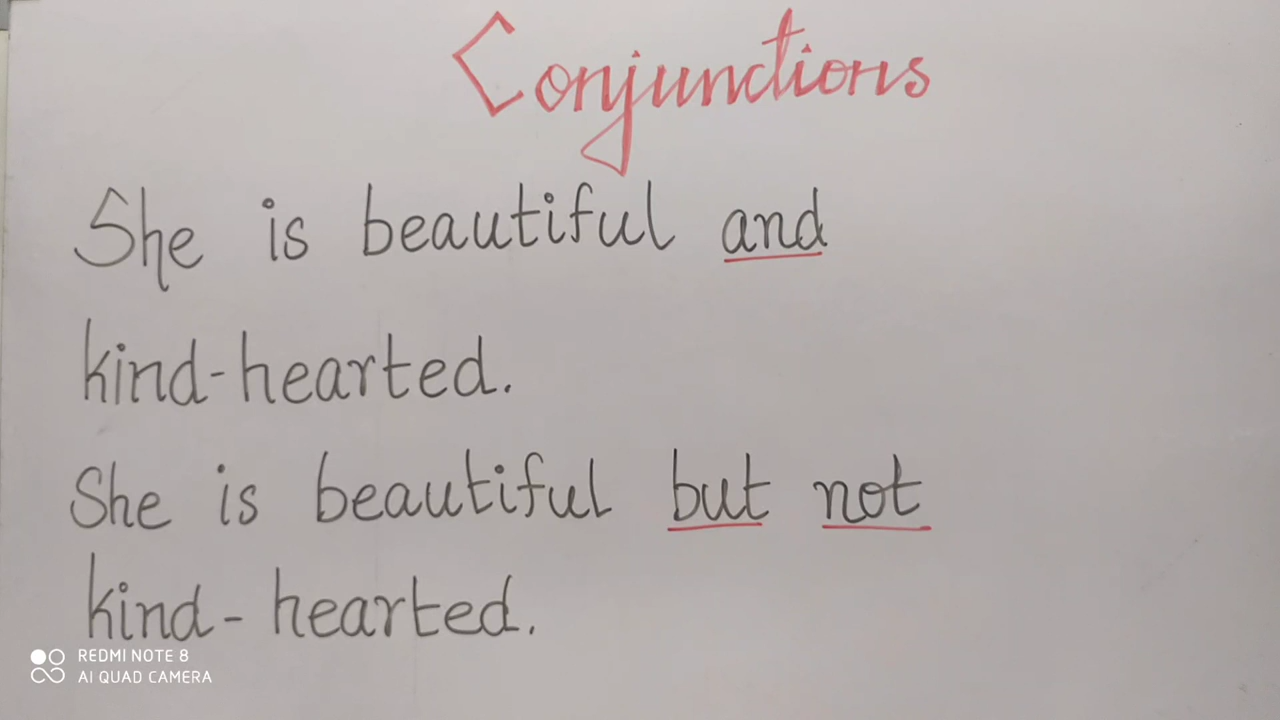 Conjunctions
She is beautiful and
kind-hearted.
She is beautiful but not
kind-hearted.
REDMI NOTE 8
AI QUAD CAMERA